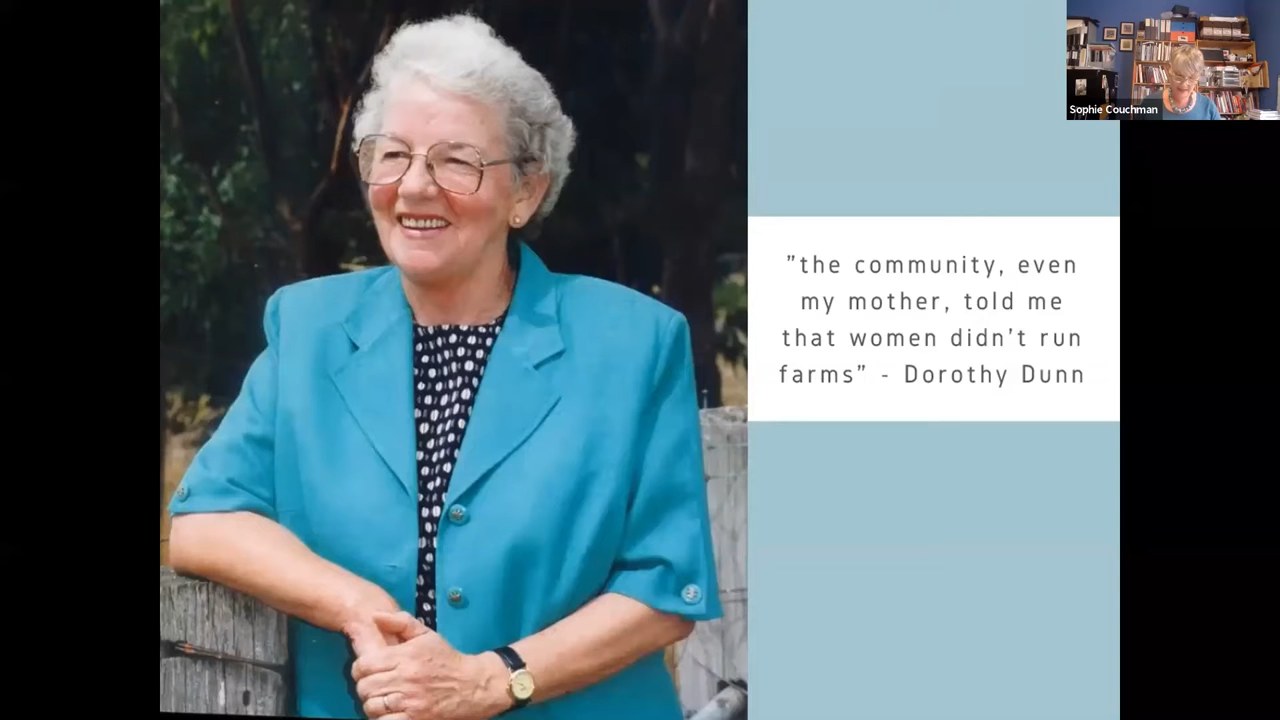 Sophie Couchman
”the community, even
my mother, told me
that women didn’t run
farms” - Dorothy Dunn